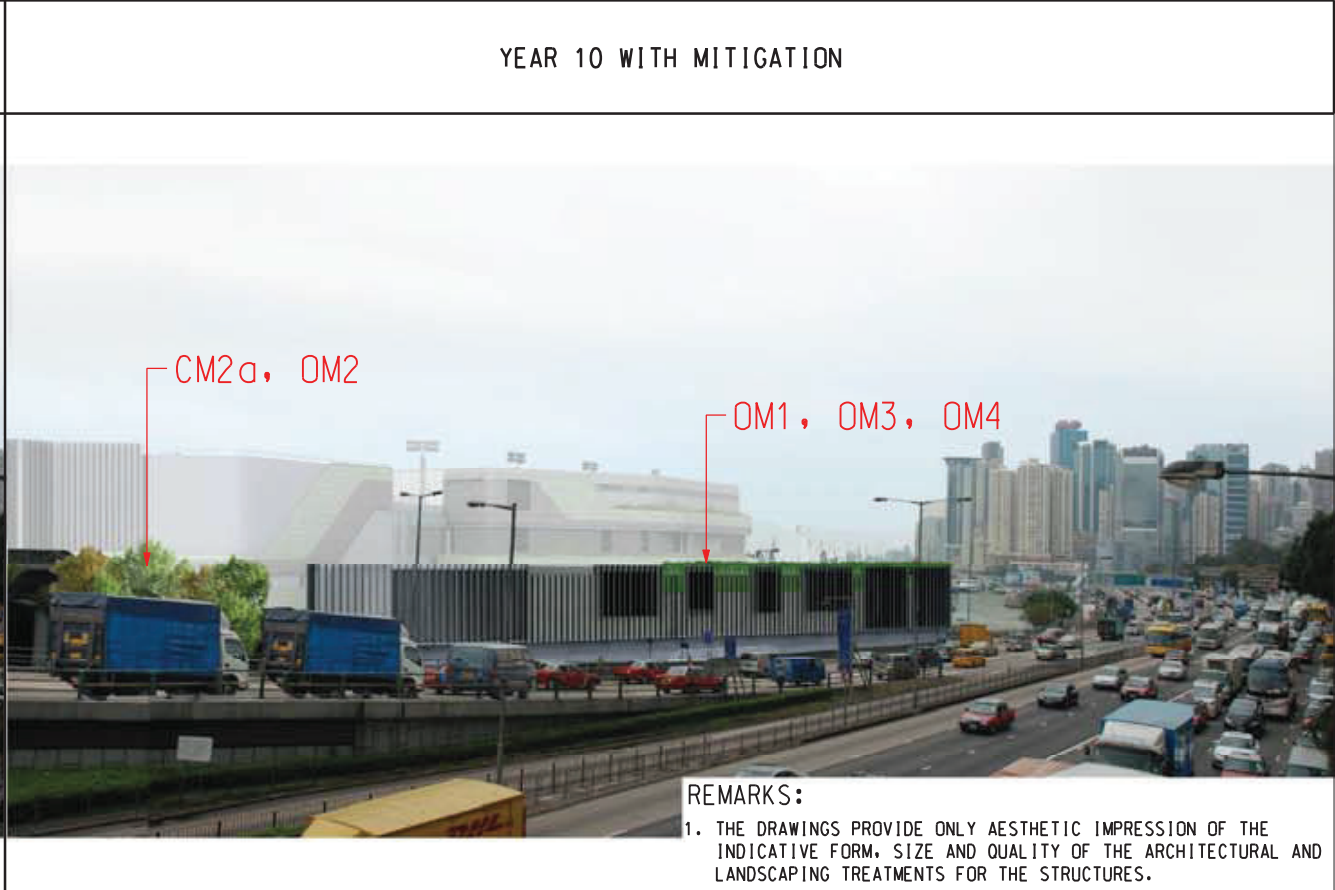 YEAR 10 WITH MITIGATION
CM2a, OM2
OM1, OM3, OM4
DHL
REMARKS:
1. THE DRAWINGS PROVIDE ONLY AESTHETIC IMPRESSION OF THE
INDICATIVE FORM, SIZE AND QUALITY OF THE ARCHITECTURAL AND
LANDSCAPING TREATMENTS FOR THE STRUCTURES.